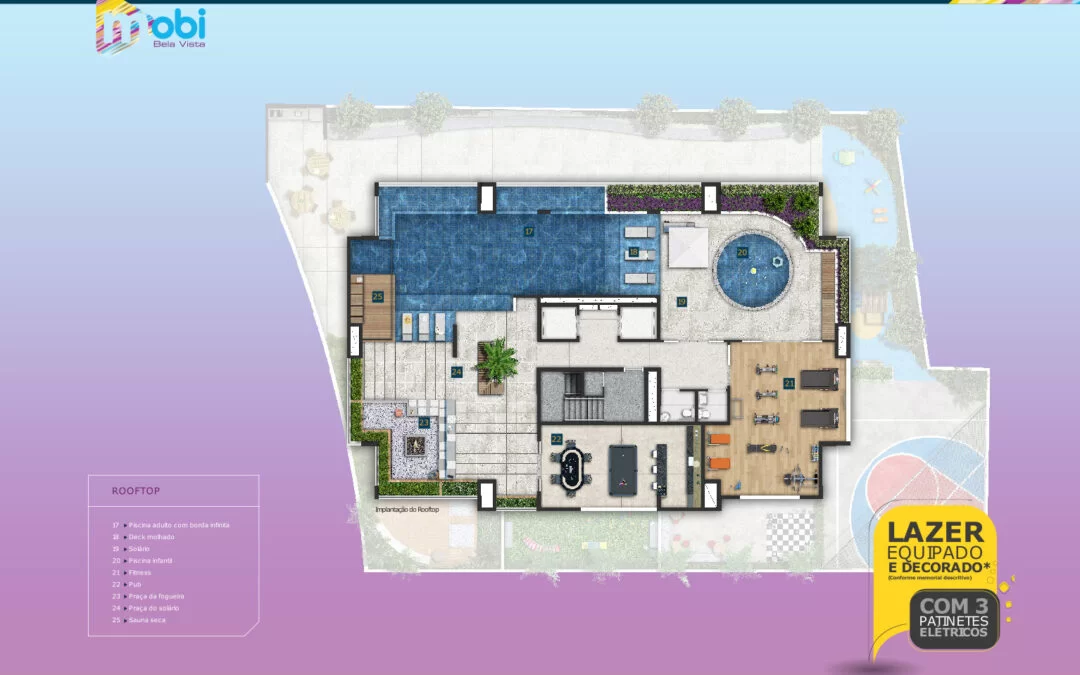 mobi
Bela Vista
17
18
20
19
25
24
21
23
22
Implantação do Rooftop
ROOFTOP
17 Piscina adulto com borda infinita
18 Deck molhado
19 Solário
20 Piscina infantil
21 Fitness
22 Pub
23 Praça da fogueira
24 Praça do solário
25 Sauna seca
LAZER
EQUIPADO
E DECORADO*
(Conforme memorial descritivo)
COM 3
PATINETES
ELETRICOS